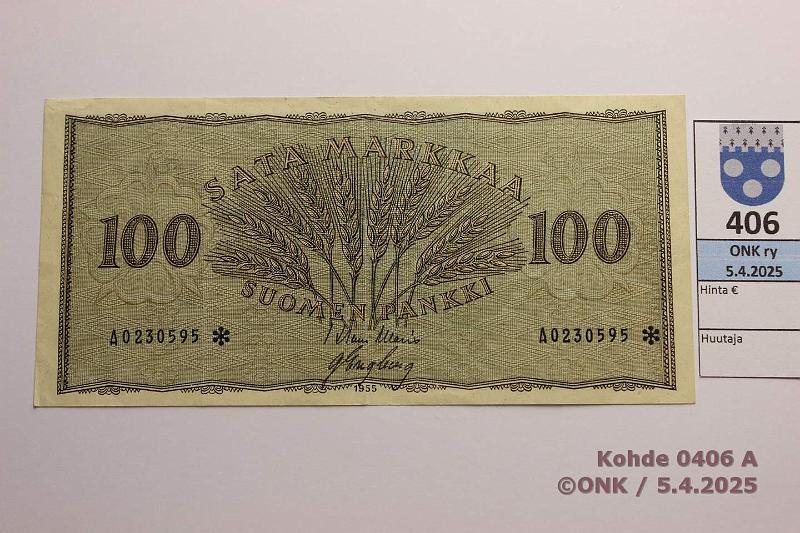 SATA MARKKAA
100 100
SUOMEN PANKKI
A0230595 * A0230595 *
1955
406
ONK ry
5.4.2025
Hinta €
Huutaja
Kohde 0406 A
©ONK / 5.4.2025